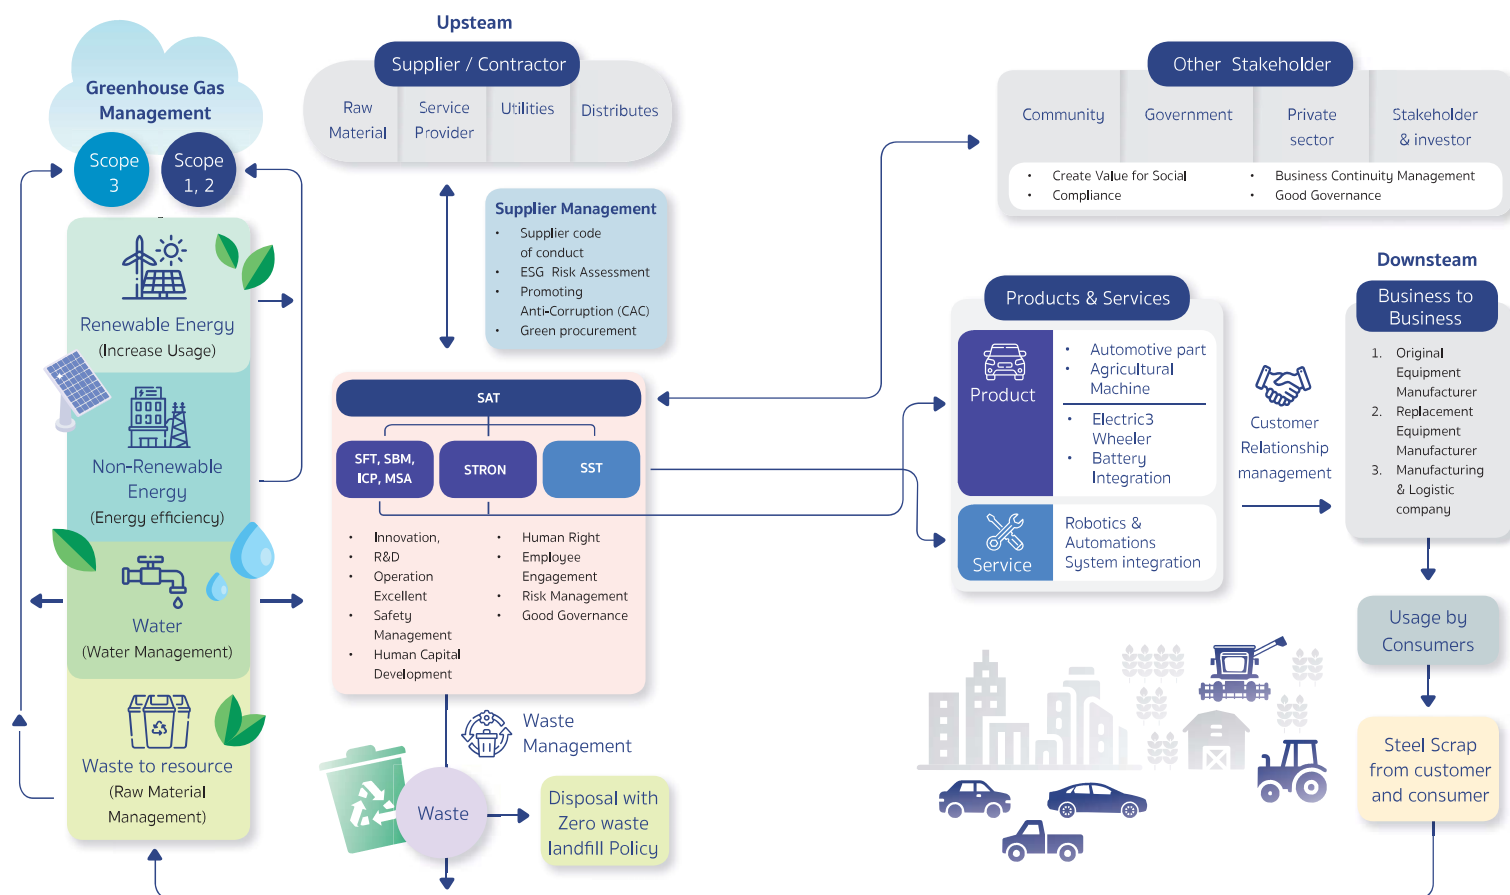 Greenhouse Gas
Management
Scope
3
Scope
1, 2
Renewable Energy
(Increase Usage)
Non-Renewable
Energy
(Energy efficiency)
Water
(Water Management)
Waste to resource
(Raw Material
Management)
Upsteam
Supplier / Contractor
Raw
Material
Service
Provider
Utilities
Distributes
Supplier Management
• Supplier code
of conduct
• ESG Risk Assessment
• Promoting
Anti-Corruption (CAC)
• Green procurement
SAT
SFT, SBM,
ICP, MSA
STRON
SST
• Innovation,
• R&D
• Operation
Excellent
• Safety
Management
• Human Capital
Development
• Human Right
• Employee
Engagement
• Risk Management
• Good Governance
Waste
Management
Waste
Disposal with
Zero waste
landfill Policy
Other Stakeholder
Community
Government
Private
sector
Stakeholder
& investor
• Create Value for Social
• Compliance
• Business Continuity Management
• Good Governance
Products & Services
Product
• Automotive part
• Agricultural
Machine
• Electric3
Wheeler
• Battery
Integration
Service
Robotics &
Automations
System integration
Customer
Relationship
management
Downsteam
Business to
Business
1. Original
Equipment
Manufacturer
2. Replacement
Equipment
Manufacturer
3. Manufacturing
& Logistic
company
Usage by
Consumers
Steel Scrap
from customer
and consumer